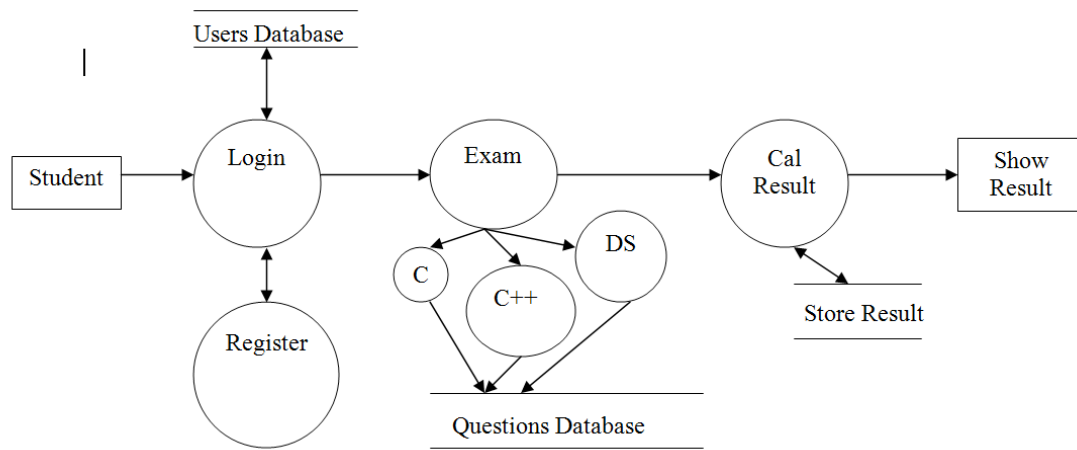 Users Database
Login
Exam
Cal
Result
Show
Result
Student
DS
C
C++
Store Result
Register
Questions Database